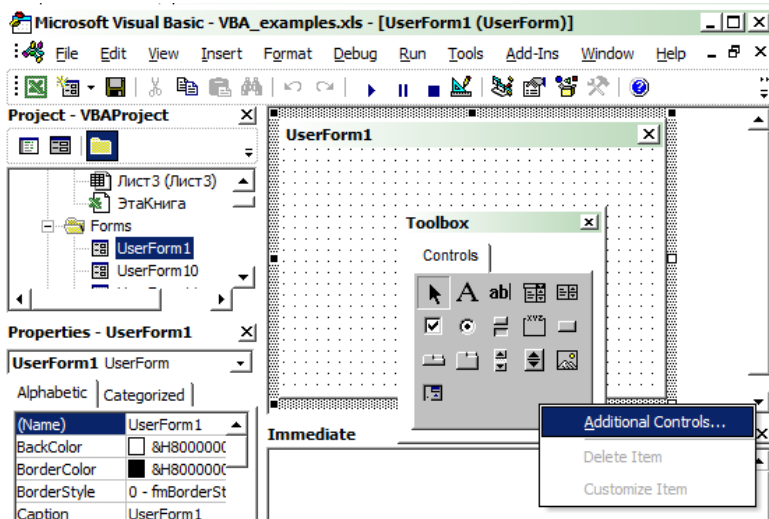 Microsoft Visual Basic - VBA_examples.xls - [UserForm1 (UserForm)]
File Edit View Insert Format Debug Run Tools Add-Ins Window Help
Project - VBAProject
Лист3 (Лист3)
ЭтаКнига
Forms
UserForm1
UserForm10
Properties - UserForm1
UserForm1 UserForm
Alphabetic Categorized
(Name) UserForm1
BackColor &H8000000
BorderColor &H8000000
BorderStyle 0 - fmBorderSt
Caption UserForm1
UserForm1
Toolbox
Controls
A ab
XYZ
Immediate
Additional Controls...
Delete Item
Customize Item